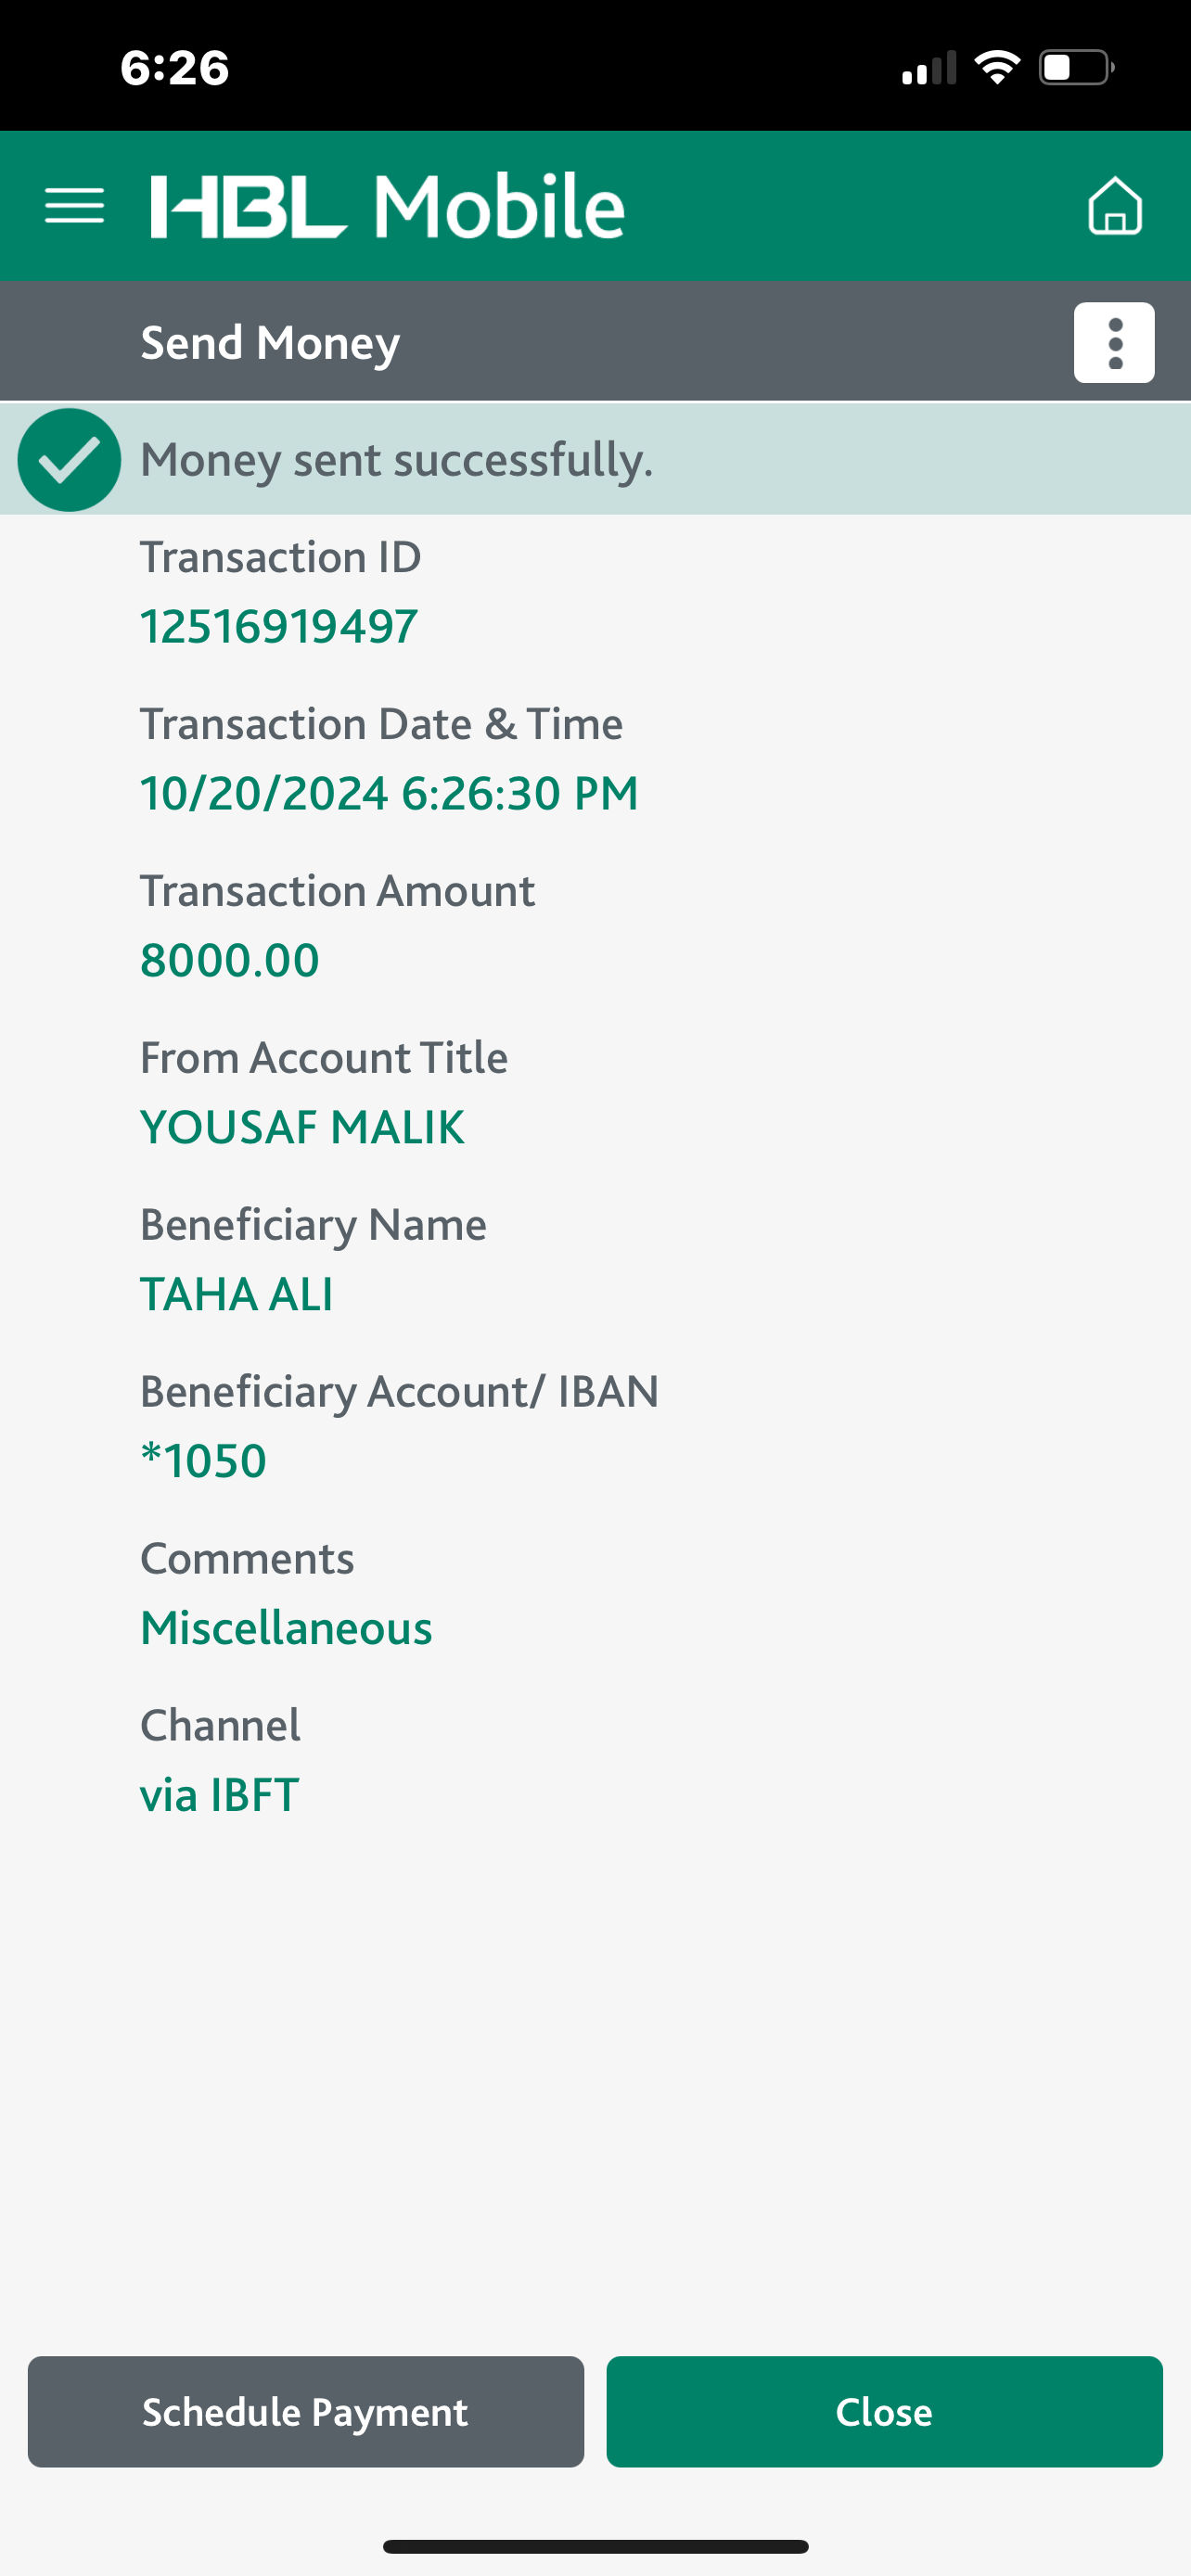 6:26
HBL Mobile
Send Money
Money sent successfully.
Transaction ID
12516919497
Transaction Date & Time
10/20/2024 6:26:30 PM
Transaction Amount
8000.00
From Account Title
YOUSAF MALIK
Beneficiary Name
TAHA ALI
Beneficiary Account/ IBAN
*1050
Comments
Miscellaneous
Channel
via IBFT
Schedule Payment
Close